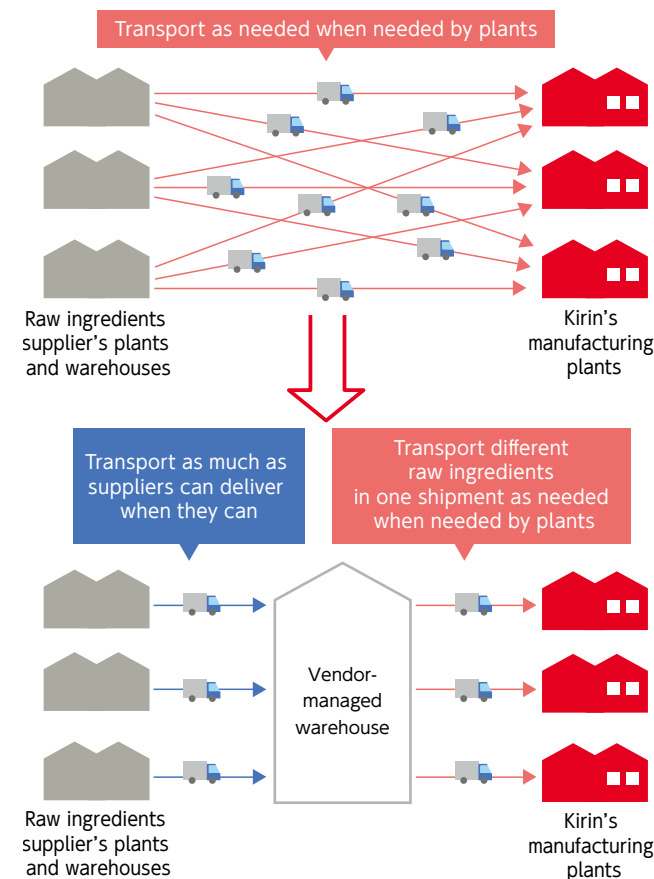 Transport as needed when needed by plants
Raw ingredients
supplier's plants
and warehouses
Kirin's
manufacturing
plants
Transport as much as
suppliers can deliver
when they can
Transport different
raw ingredients
in one shipment as needed
when needed by plants
Vendor-
managed
warehouse
Raw ingredients
supplier's plants
and warehouses
Kirin's
manufacturing
plants